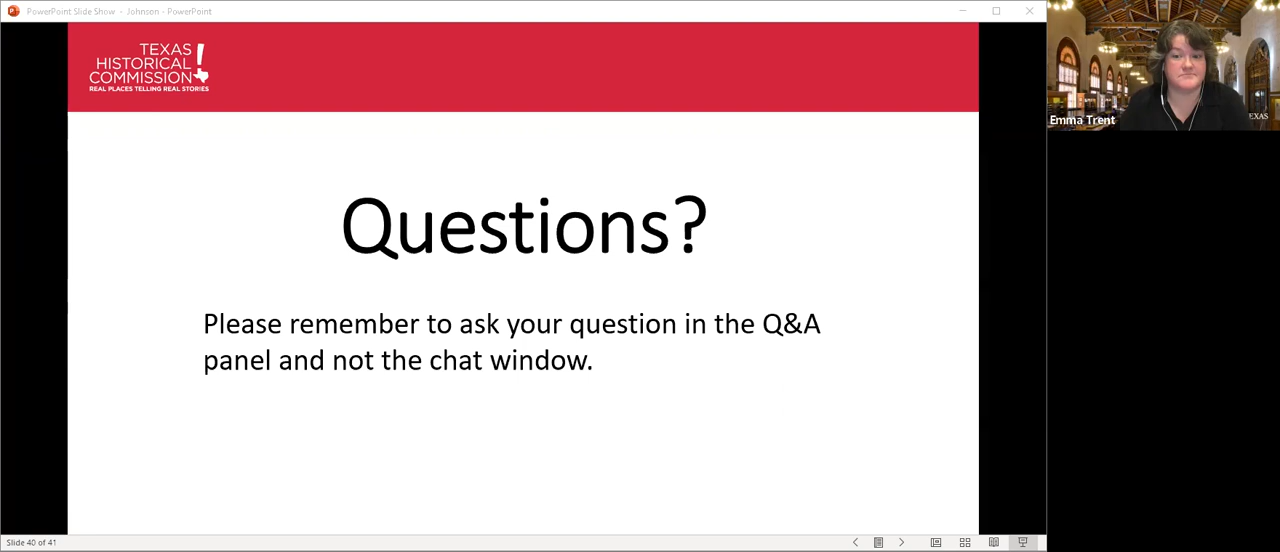 PowerPoint Slide Show - Johnson - PowerPoint
TEXAS
HISTORICAL
COMMISSION
REAL PLACES TELLING REAL STORIES
Questions?
Please remember to ask your question in the Q&A
panel and not the chat window.
Emma Trent
EXAS
Slide 40 of 41